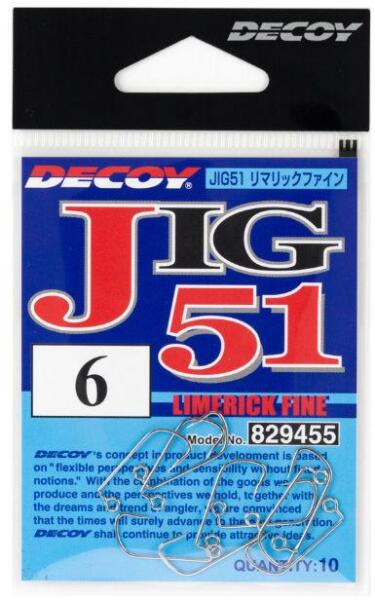 DECOY
E
DECOY®
JIG51 リマリックファイン
JIG
51
6
LIMERICK FINE
Model No. 829455
DECOY's concept in product development is based
on "flexible perspectives and sensibility without
notions." With the combination of the goods we
produce and the perspectives we hold, together with
the dreams and trend angler, we are convinced
that the times will surely advance to the generation
DECOY shall continue to provide attractive ideas.
QUANTITY:10